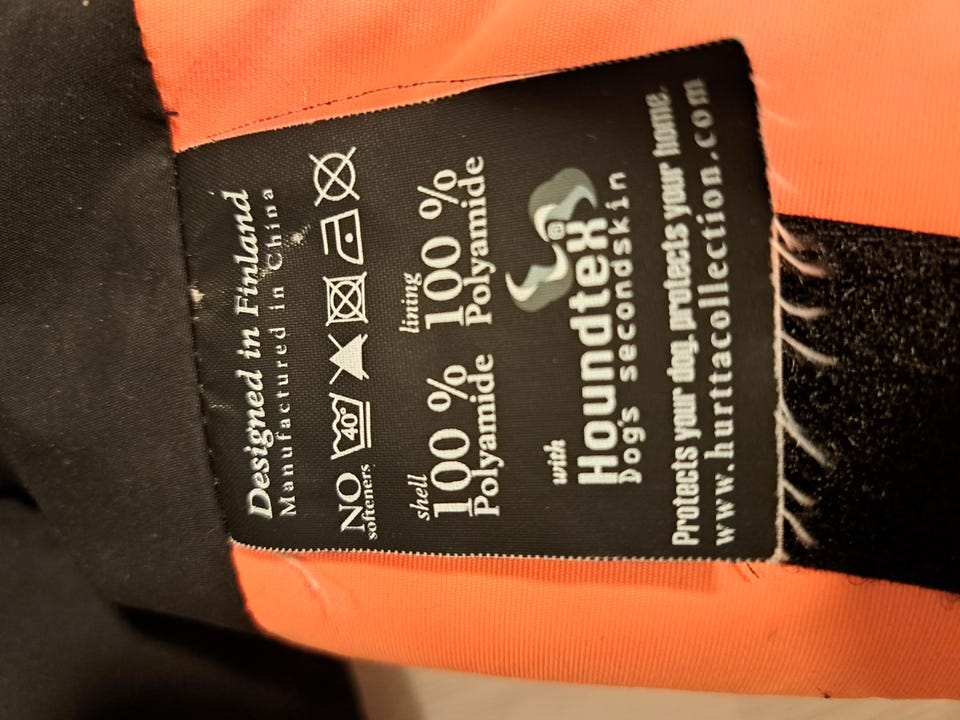 Designed in Finland
Manufactured in China
NO 40°
softeners
shell lining
100 % 100 %
Polyamide Polyamide
with
Houndtex®
Dog's secondskin
Protects your dog, protects your home.
www.hurttacollection.com